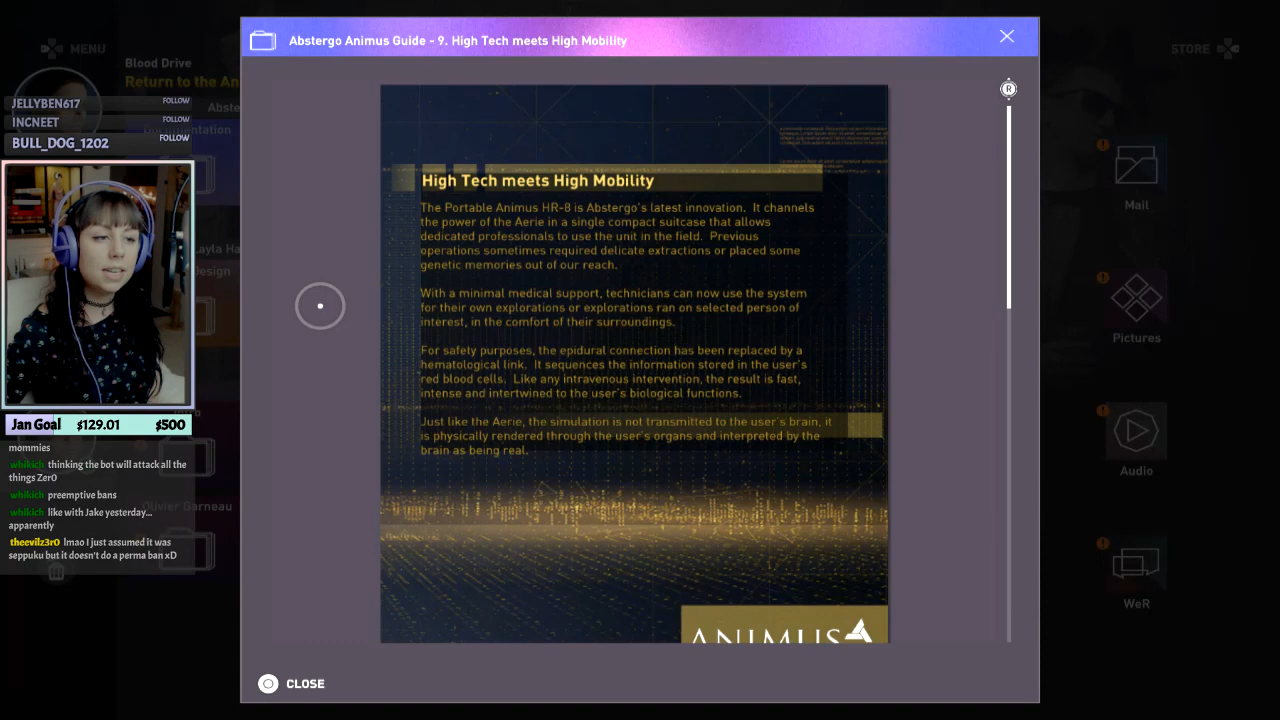 Abstergo Animus Guide - 9. High Tech meets High Mobility
MENU
STORE
Blood Drive
Return to the An
JELLYBEN617 FOLLOW
INCNEET FOLLOW
BULL_DOG_1202 FOLLOW
High Tech meets High Mobility
The Portable Animus HR-8 is Abstergo's latest innovation. It channels
the power of the Aerie in a single compact suitcase that allows
dedicated professionals to use the unit in the field. Previous
operations sometimes required delicate extractions or placed some
genetic memories out of our reach.
With a minimal medical support, technicians can now use the system
for their own explorations or explorations ran on selected person of
interest, in the comfort of their surroundings.
For safety purposes, the epidural connection has been replaced by a
hematological link. It sequences the information stored in the user's
red blood cells. Like any intravenous intervention, the result is fast,
intense and intertwined to the user's biological functions.
Just like the Aerie, the simulation is not transmitted to the user's brain, it
is physically rendered through the user's organs and interpreted by the
brain as being real.
ANIMUS
Layla Ha
Design
Olivier Garneau
Jan Goal $129.01 $500
mommies
whikich thinking the bot will attack all the
things Zer0
whikich preemptive bans
whikich like with Jake yesterday...
apparently
theevilz3r0 lmao I just assumed it was
seppuku but it doesn't do a perma ban xD
Mail
Pictures
Audio
WeR
R
CLOSE